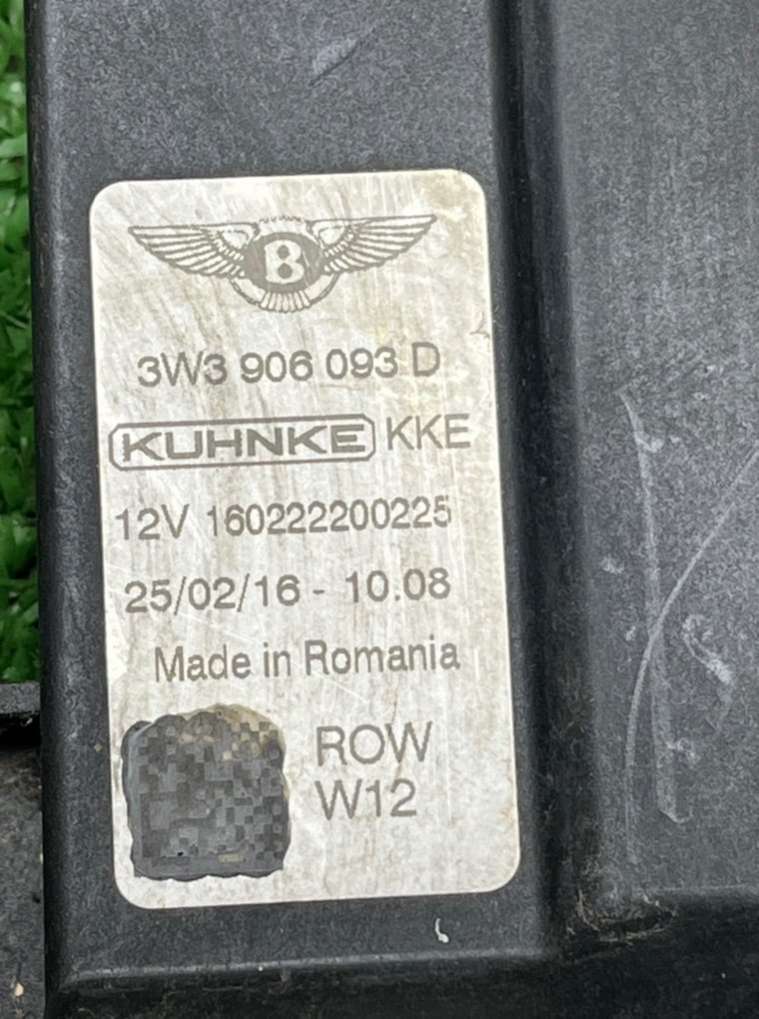 B
3W3 906 093 D
KUHNKE KKE
12V 160222200225
25/02/16 - 10.08
Made in Romania
ROW
W12